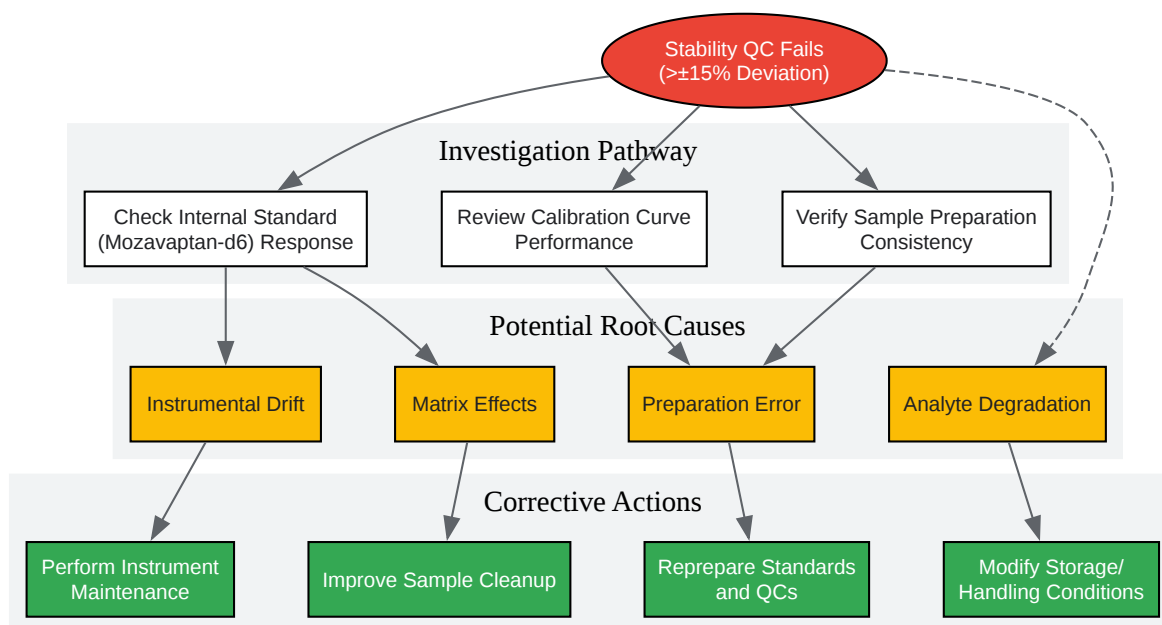 Stability QC Fails
(>±15% Deviation)
Investigation Pathway
Check Internal Standard
(Mozavaptan-d6) Response
Review Calibration Curve
Performance
Verify Sample Preparation
Consistency
Potential Root Causes
Instrumental Drift
Matrix Effects
Preparation Error
Analyte Degradation
Corrective Actions
Perform Instrument
Maintenance
Improve Sample Cleanup
Reprepare Standards
and QCs
Modify Storage/
Handling Conditions